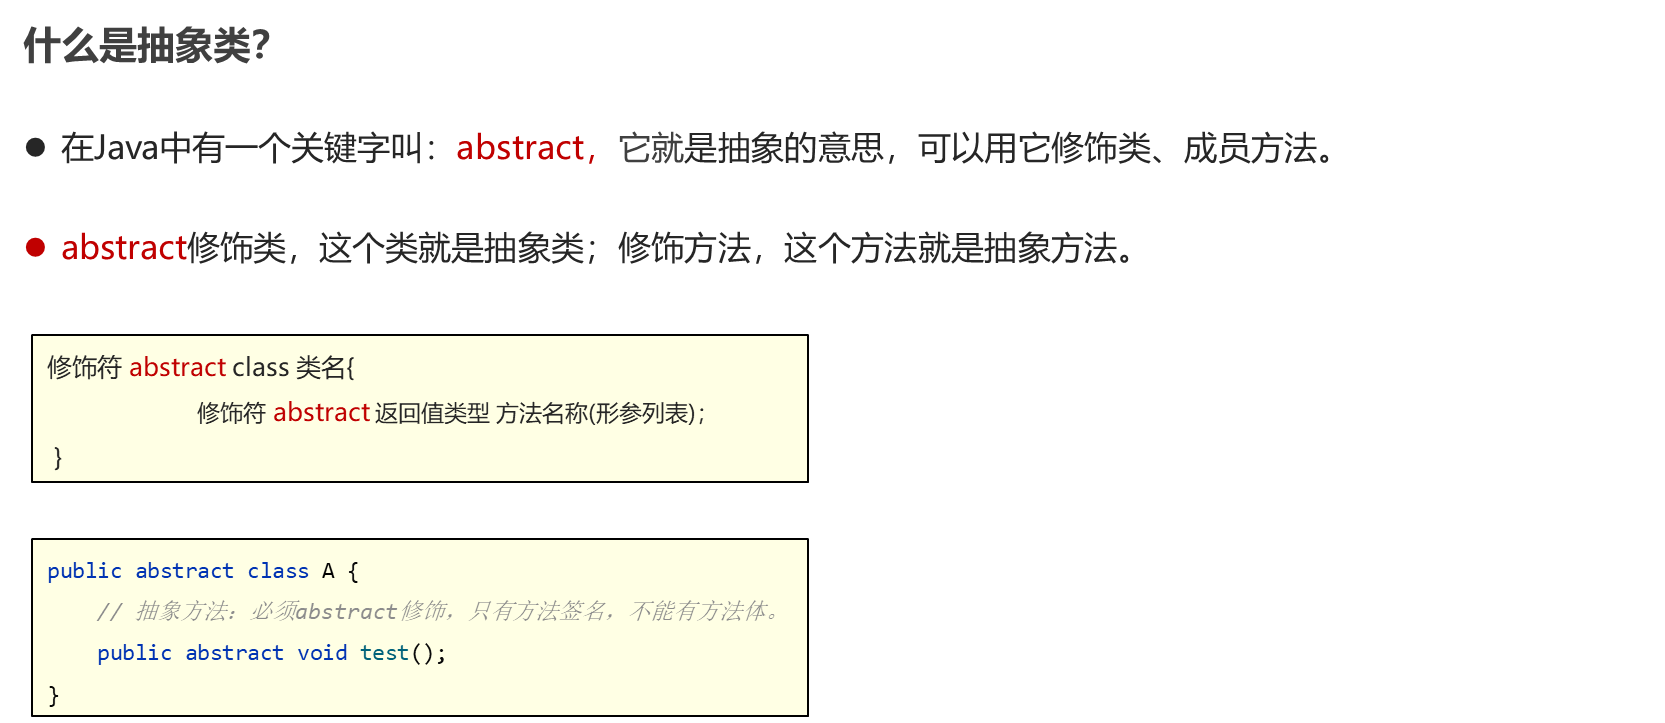 什么是抽象类？
● 在Java中有一个关键字叫：abstract，它就是抽象的意思，可以用它修饰类、成员方法。
● abstract修饰类，这个类就是抽象类；修饰方法，这个方法就是抽象方法。
修饰符 abstract class 类名{
修饰符 abstract 返回值类型 方法名称(形参列表)；
}
public abstract class A {
// 抽象方法：必须abstract修饰，只有方法签名，不能有方法体。
public abstract void test();
}